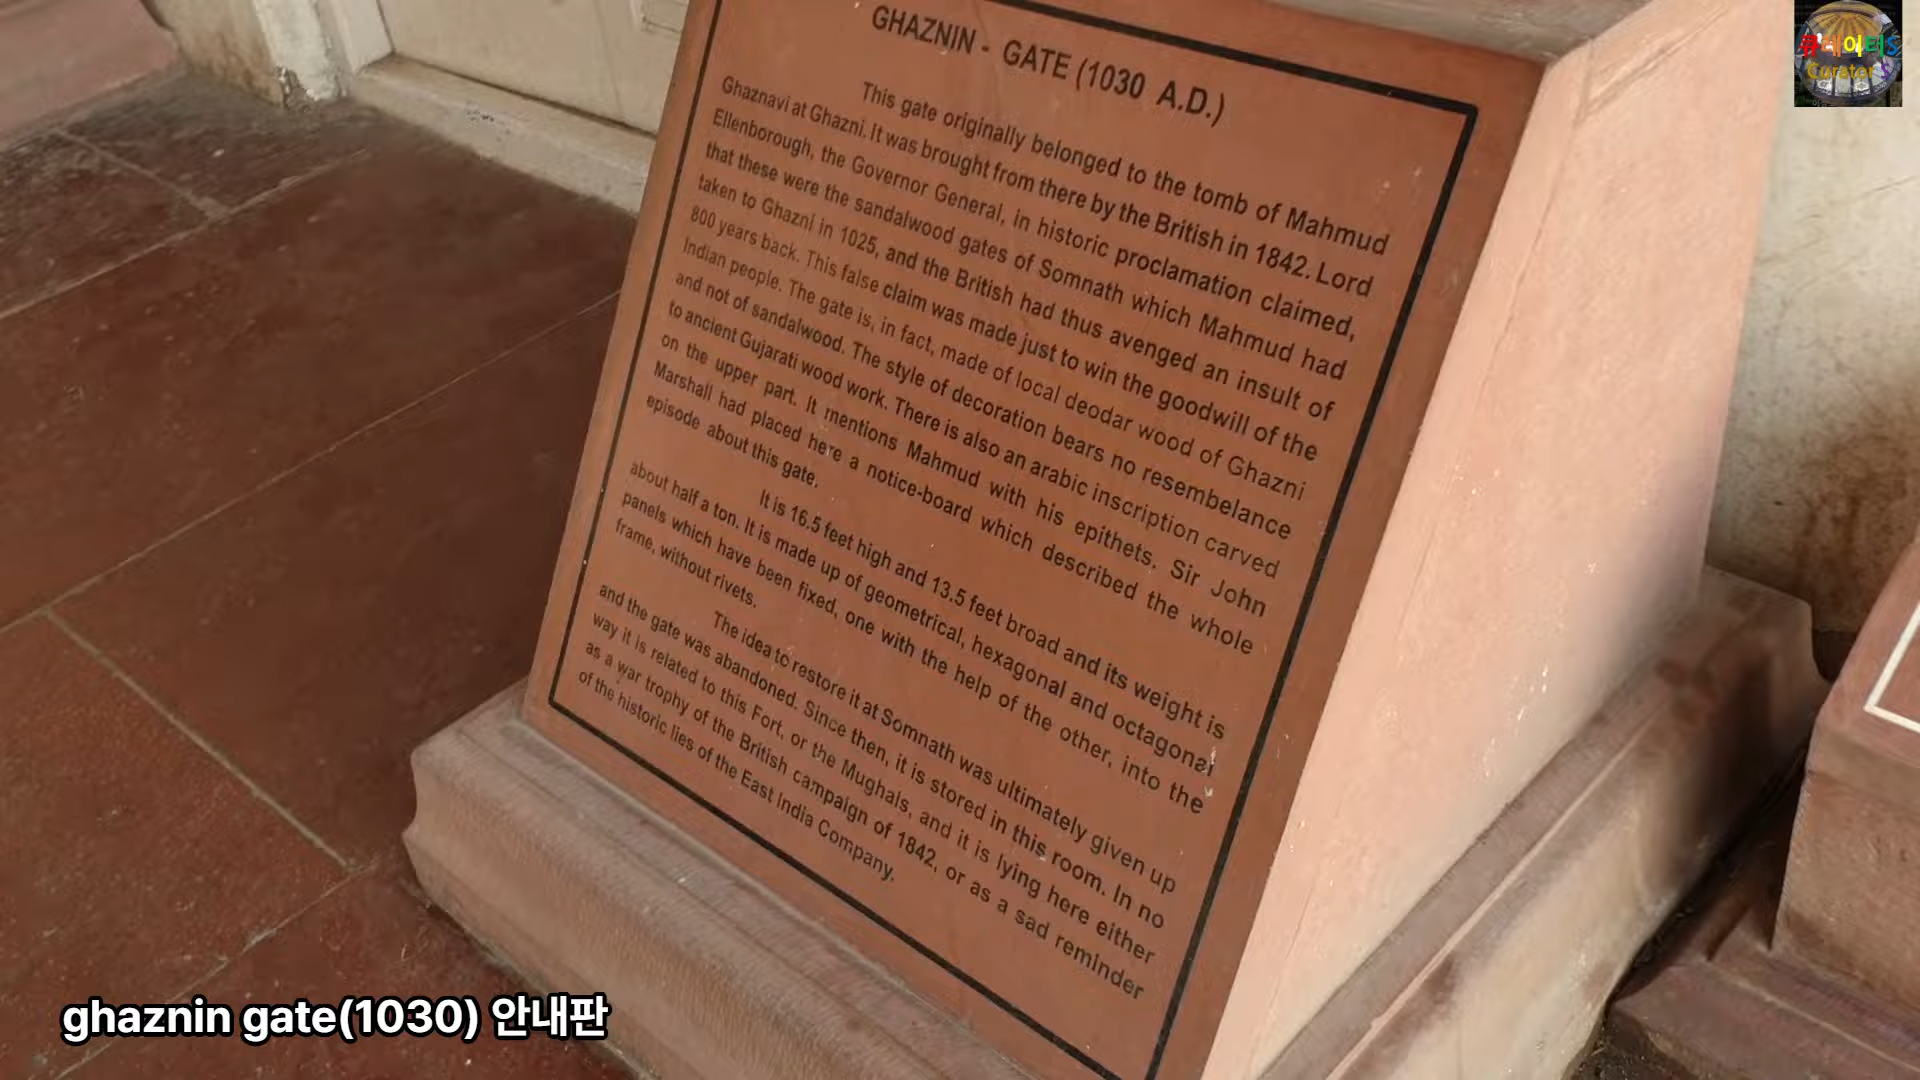 GHAZNIN - GATE (1030 A.D.)
This gate originally belonged to the tomb of Mahmud
Ghaznavi at Ghazni. It was brought from there by the British in 1842. Lord
Ellenborough, the Governor General, in historic proclamation claimed,
that these were the sandalwood gates of Somnath which Mahmud had
taken to Ghazni in 1025, and the British had thus avenged an insult of
800 years back. This false claim was made just to win the goodwill of the
Indian people. The gate is, in fact, made of local deodar wood of Ghazni
and not of sandalwood. The style of decoration bears no resembelance
to ancient Gujarati wood work. There is also an arabic inscription carved
on the upper part. It mentions Mahmud with his epithets. Sir John
Marshall had placed here a notice-board which described the whole
episode about this gate.
It is 16.5 feet high and 13.5 feet broad and its weight is
about half a ton. It is made up of geometrical, hexagonal and octagonal
panels which have been fixed, one with the help of the other, into the
frame, without rivets.
The idea to restore it at Somnath was ultimately given up
and the gate was abandoned. Since then, it is stored in this room. In no
way it is related to this Fort, or the Mughals, and it is lying here either
as a war trophy of the British campaign of 1842, or as a sad reminder
of the historic lies of the East India Company.
큐레이터S
Curator S
ghaznin gate(1030) 안내판